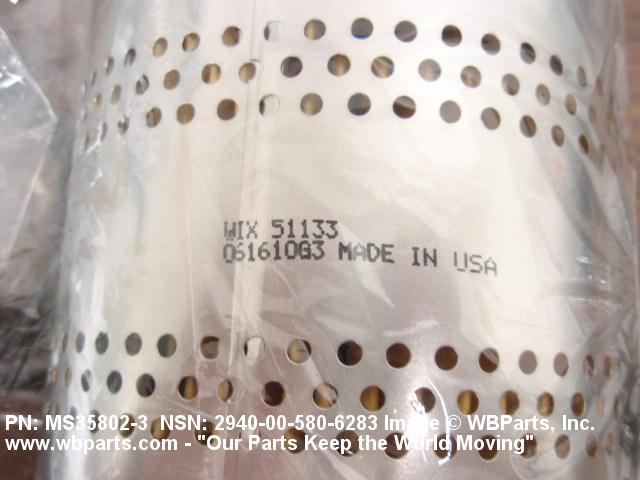 WIX 51133
061610G3 MADE IN USA
PN: MS35802-3 NSN: 2940-00-580-6283 Image © WBParts, Inc.
www.wbparts.com - "Our Parts Keep the World Moving"